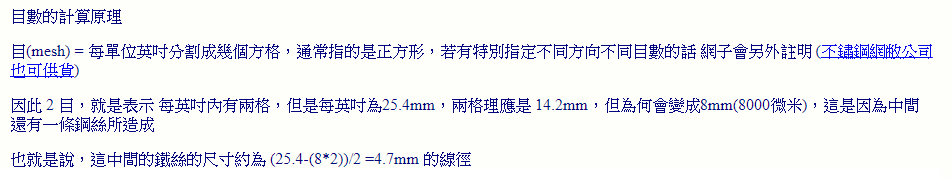 目數的計算原理
目(mesh) = 每單位英吋分割成幾個方格，通常指的是正方形，若有特別指定不同方向不同目數的話 網子會另外註明 (不鏽鋼網敝公司
也可供貨)
因此 2 目，就是表示 每英吋內有兩格，但是每英吋為25.4mm，兩格理應是 14.2mm，但為何會變成8mm(8000微米)，這是因為中間
還有一條鋼絲所造成
也就是說，這中間的鐵絲的尺寸約為 (25.4-(8*2))/2 =4.7mm 的線徑